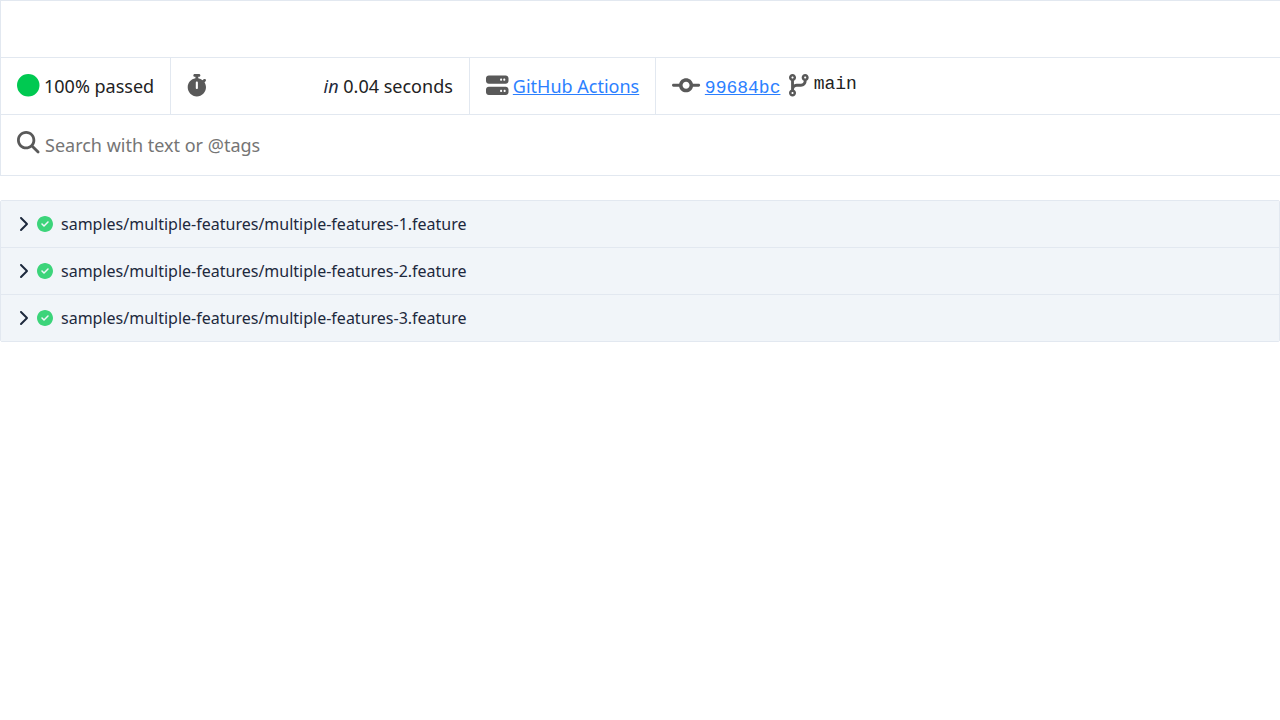 100% passed in 0.04 seconds GitHub Actions 99684bc main
Search with text or @tags
samples/multiple-features/multiple-features-1.feature
samples/multiple-features/multiple-features-2.feature
samples/multiple-features/multiple-features-3.feature